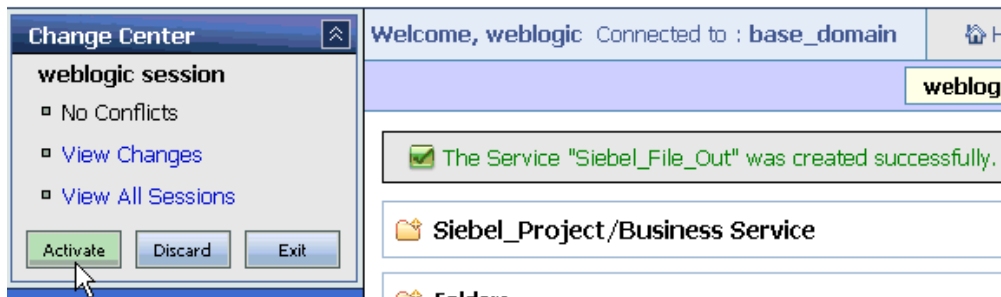 Change Center
weblogic session
No Conflicts
View Changes
View All Sessions
Activate Discard Exit
Welcome, weblogic Connected to : base_domain
The Service "Siebel_File_Out" was created successfully.
Siebel_Project/Business Service
Folders